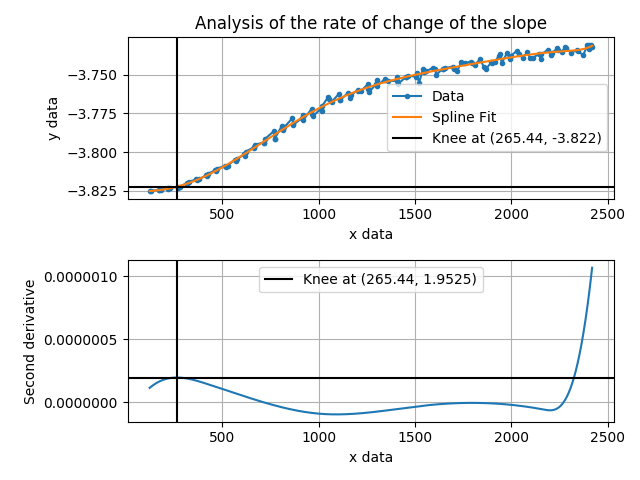 Analysis of the rate of change of the slope
y data
−3.750
−3.775
−3.800
−3.825
Data
Spline Fit
Knee at (265.44, -3.822)
500 1000 1500 2000 2500
x data
Second derivative
0.0000010
0.0000005
0.0000000
Knee at (265.44, 1.9525)
500 1000 1500 2000 2500
x data